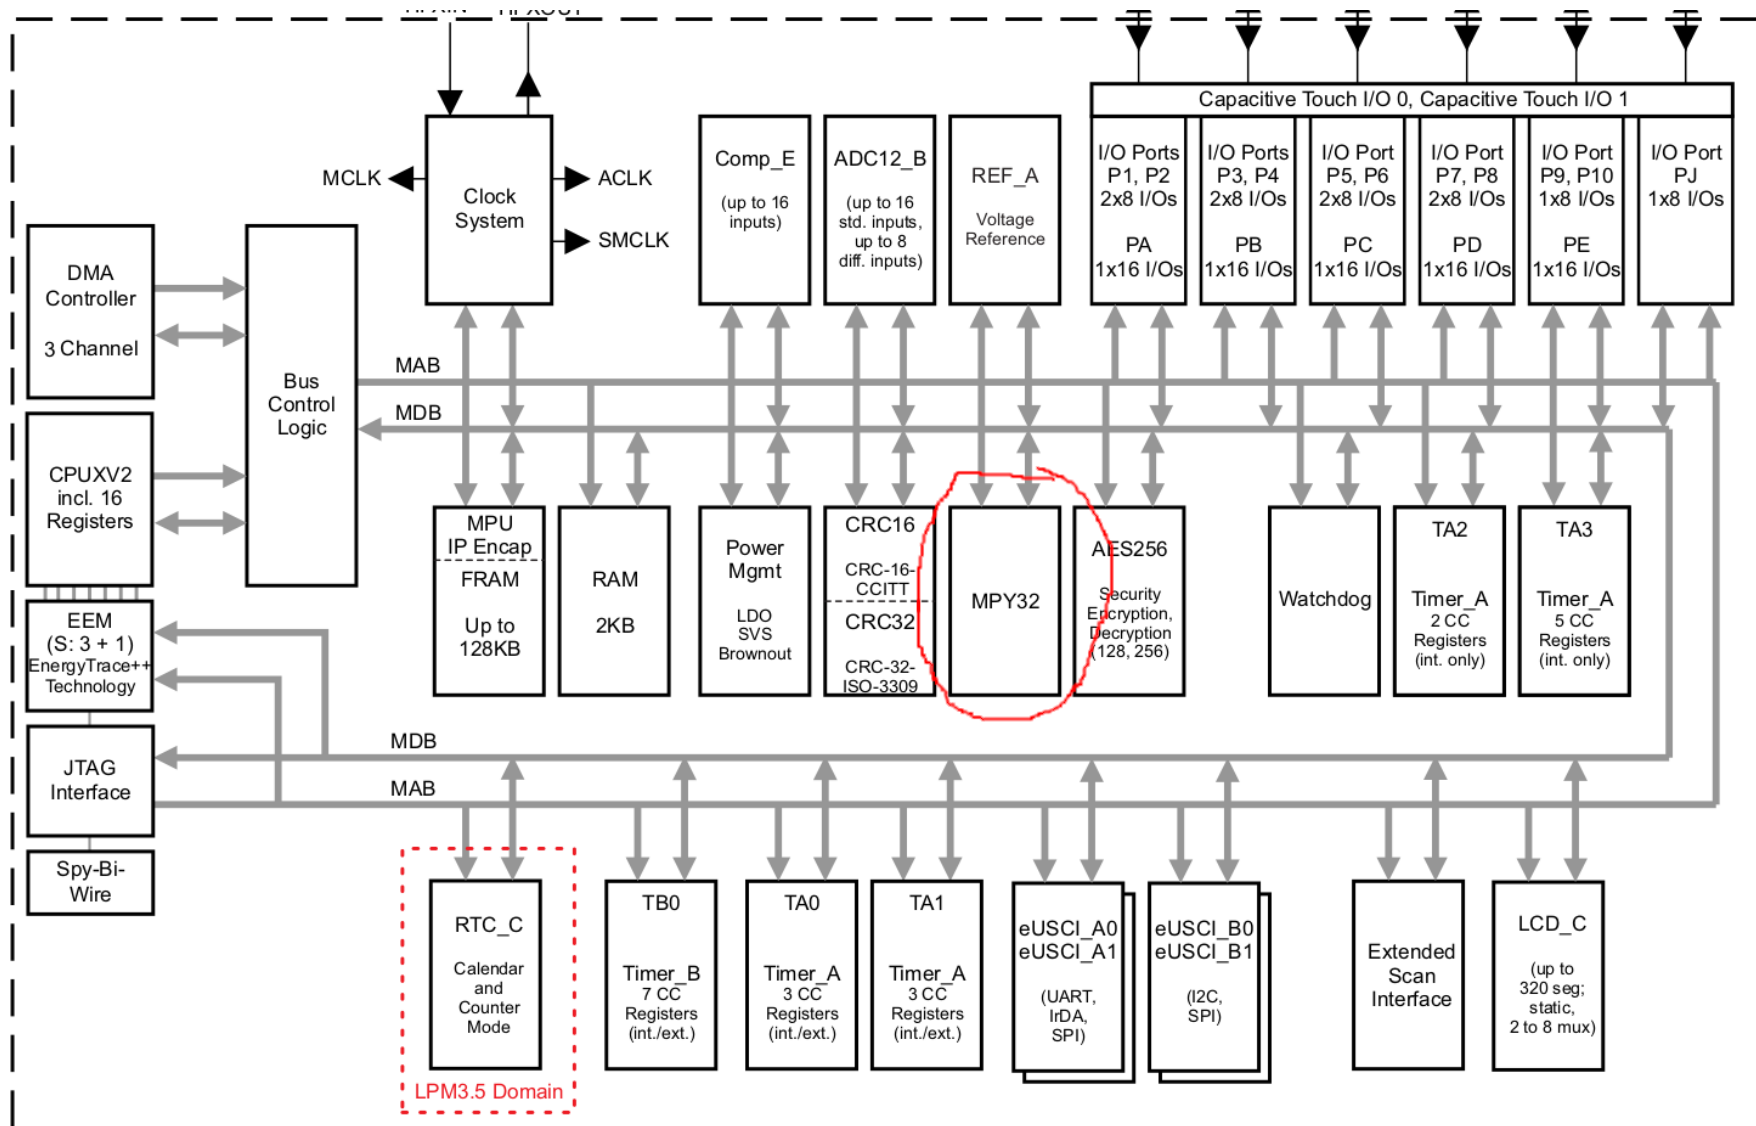 Capacitive Touch I/O 0, Capacitive Touch I/O 1
MCLK
Clock
System
ACLK
SMCLK
Comp_E
(up to 16
inputs)
ADC12_B
(up to 16
std. inputs,
up to 8
diff. inputs)
REF_A
Voltage
Reference
I/O Ports
P1, P2
2x8 I/Os
PA
1x16 I/Os
I/O Ports
P3, P4
2x8 I/Os
PB
1x16 I/Os
I/O Port
P5, P6
2x8 I/Os
PC
1x16 I/Os
I/O Port
P7, P8
2x8 I/Os
PD
1x16 I/Os
I/O Port
P9, P10
1x8 I/Os
PE
1x16 I/Os
I/O Port
PJ
1x8 I/Os
DMA
Controller
3 Channel
Bus
Control
Logic
MAB
MDB
CPUXV2
incl. 16
Registers
MPU
IP Encap
FRAM
Up to
128KB
RAM
2KB
Power
Mgmt
LDO
SVS
Brownout
CRC16
CRC-16-
CCITT
CRC32
CRC-32-
ISO-3309
MPY32
AES256
Security
Encryption,
Decryption
(128, 256)
Watchdog
TA2
Timer_A
2 CC
Registers
(int. only)
TA3
Timer_A
5 CC
Registers
(int. only)
EEM
(S: 3 + 1)
EnergyTrace++
Technology
JTAG
Interface
Spy-Bi-
Wire
MDB
MAB
RTC_C
Calendar
and
Counter
Mode
LPM3.5 Domain
TB0
Timer_B
7 CC
Registers
(int./ext.)
TA0
Timer_A
3 CC
Registers
(int./ext.)
TA1
Timer_A
3 CC
Registers
(int./ext.)
eUSCI_A0
eUSCI_A1
(UART,
IrDA,
SPI)
eUSCI_B0
eUSCI_B1
(I2C,
SPI)
Extended
Scan
Interface
LCD_C
(up to
320 seg;
static,
2 to 8 mux)